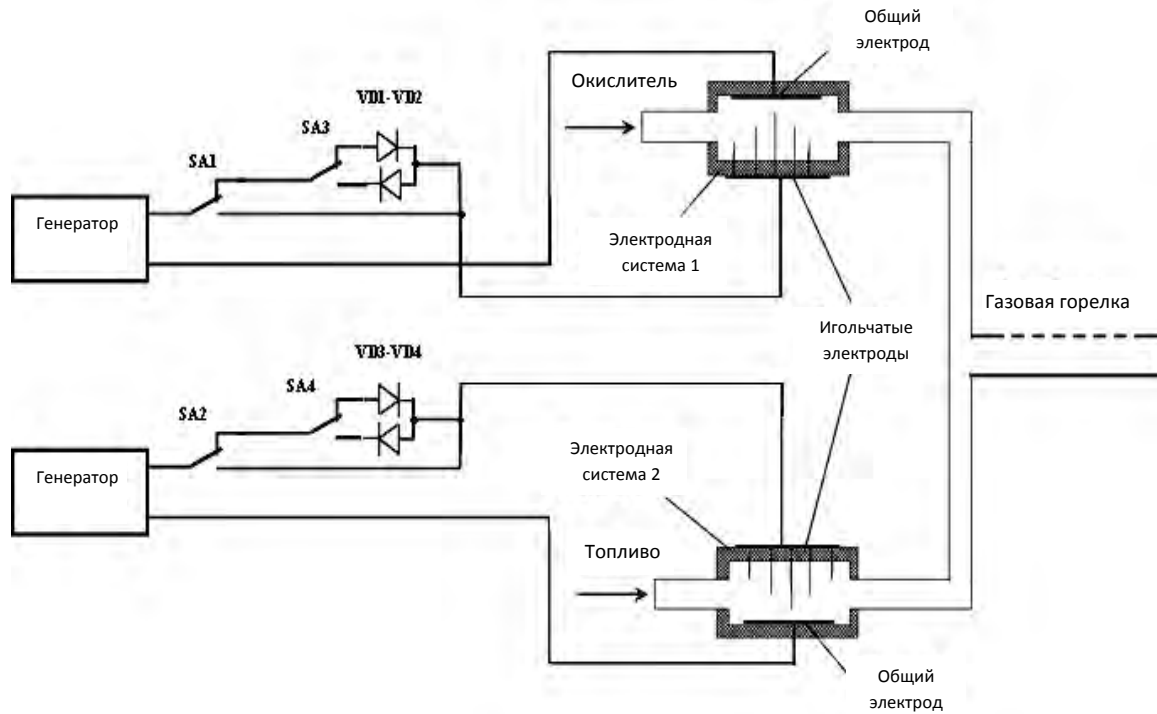 Общий
электрод
Окислитель
VD1-VD2
SA3
SA1
Генератор
Электродная
система 1
Газовая горелка
Игольчатые
электроды
VD3-VD4
SA4
SA2
Генератор
Электродная
система 2
Топливо
Общий
электрод